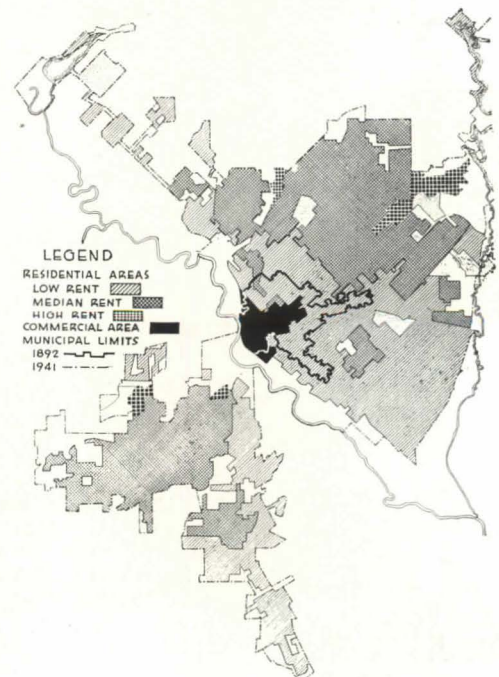 LEGEND
RESIDENTIAL AREAS
LOW RENT
MEDIAN RENT
HIGH RENT
COMMERCIAL AREA
MUNICIPAL LIMITS
1892
1941